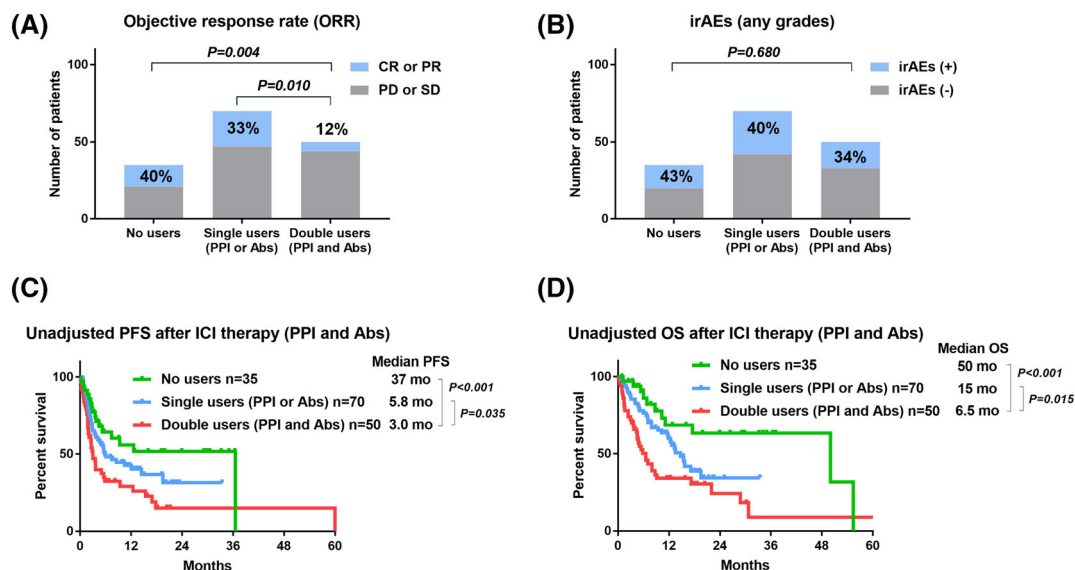 (A)
Objective response rate (ORR)
P=0.004
P=0.010
CR or PR
PD or SD
Number of patients
100
50
0
40%
33%
12%
No users
Single users
(PPI or Abs)
Double users
(PPI and Abs)
(B)
irAEs (any grades)
P=0.680
irAEs (+)
irAEs (-)
Number of patients
100
50
0
43%
40%
34%
No users
Single users
(PPI or Abs)
Double users
(PPI and Abs)
(C)
Unadjusted PFS after ICI therapy (PPI and Abs)
Median PFS
No users n=35 37 mo
Single users (PPI or Abs) n=70 5.8 mo
Double users (PPI and Abs) n=50 3.0 mo
P<0.001
P=0.035
Percent survival
100
50
0
0 12 24 36 48 60
Months
(D)
Unadjusted OS after ICI therapy (PPI and Abs)
Median OS
No users n=35 50 mo
Single users (PPI or Abs) n=70 15 mo
Double users (PPI and Abs) n=50 6.5 mo
P<0.001
P=0.015
Percent survival
100
50
0
0 12 24 36 48 60
Months